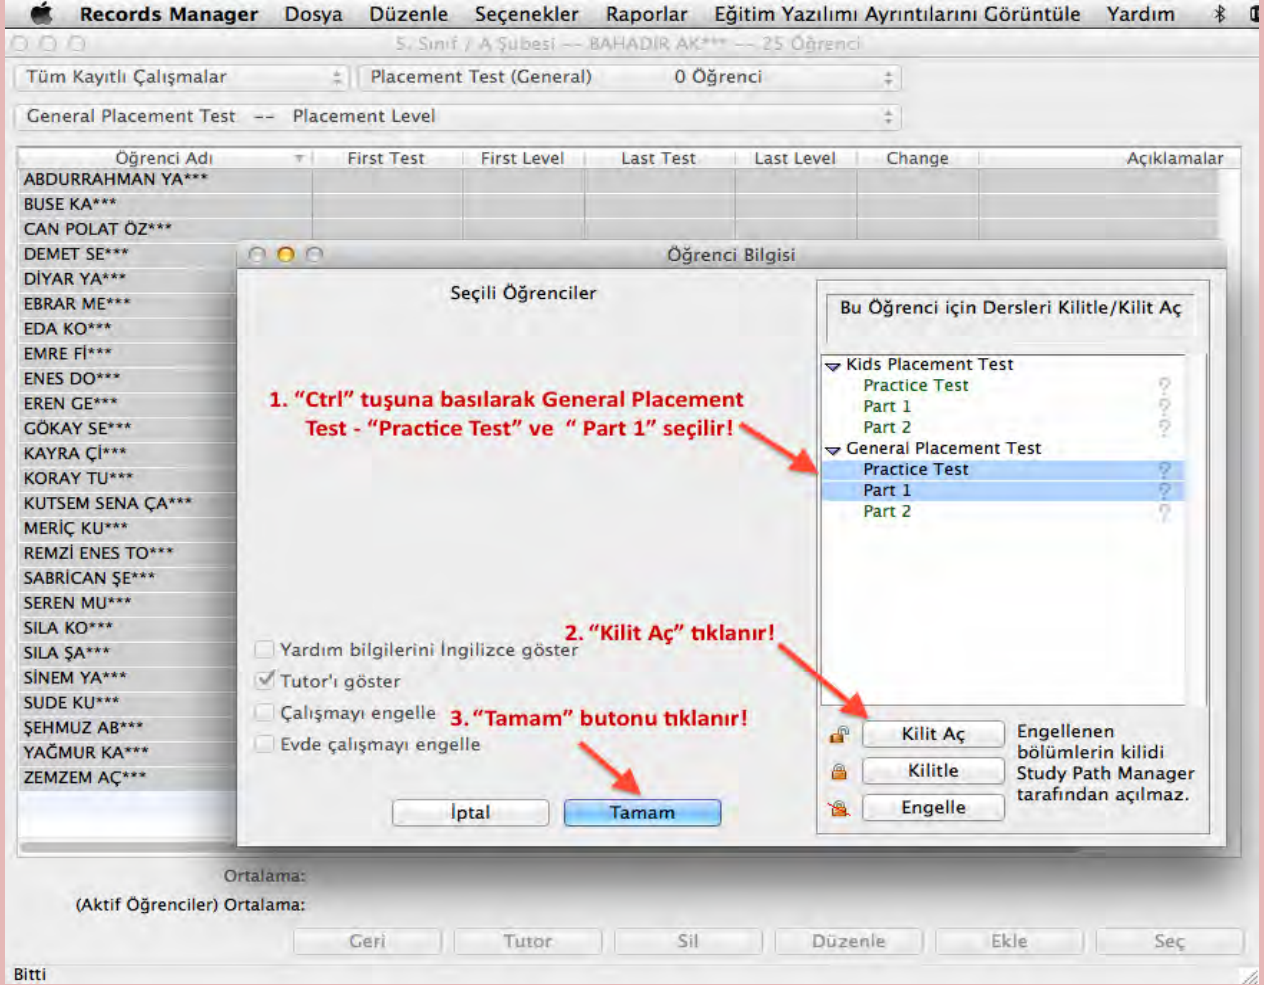 Records Manager Dosya Düzenle Seçenekler Raporlar Eğitim Yazılımı Ayrıntılarını Görüntüle Yardım
5. Sınıf / A Şubesi -- BAHADIR AK*** -- 25 Öğrenci
Tüm Kayıtlı Çalışmalar Placement Test (General) 0 Öğrenci
General Placement Test -- Placement Level
Öğrenci Adı First Test First Level Last Test Last Level Change Açıklamalar
ABDURRAHMAN YA***
BUSE KA***
CAN POLAT ÖZ***
DEMET SE***
DİYAR YA***
EBRAR ME***
EDA KO***
EMRE Fİ***
ENES DO***
EREN GE***
GÖKAY SE***
KAYRA Çİ***
KORAY TU***
KUTSEM SENA ÇA***
MERİÇ KU***
REMZİ ENES TO***
SABRİCAN ŞE***
SEREN MU***
SILA KO***
SILA ŞA***
SİNEM YA***
SUDE KU***
ŞEHMUZ AB***
YAĞMUR KA***
ZEMZEM AÇ***
Öğrenci Bilgisi
Seçili Öğrenciler
1. “Ctrl” tuşuna basılarak General Placement
Test - “Practice Test” ve “ Part 1” seçilir!
2. “Kilit Aç” tıklanır!
Yardım bilgilerini İngilizce göster
Tutor'ı göster
Çalışmayı engelle
3. “Tamam” butonu tıklanır!
Evde çalışmayı engelle
İptal Tamam
Bu Öğrenci için Dersleri Kilitle/Kilit Aç
Kids Placement Test
Practice Test ?
Part 1 ?
Part 2 ?
General Placement Test
Practice Test ?
Part 1 ?
Part 2 ?
Kilit Aç
Kilitle
Engelle
Engellenen
bölümlerin kilidi
Study Path Manager
tarafından açılmaz.
Ortalama:
(Aktif Öğrenciler) Ortalama:
Geri Tutor Sil Düzenle Ekle Seç
Bitti